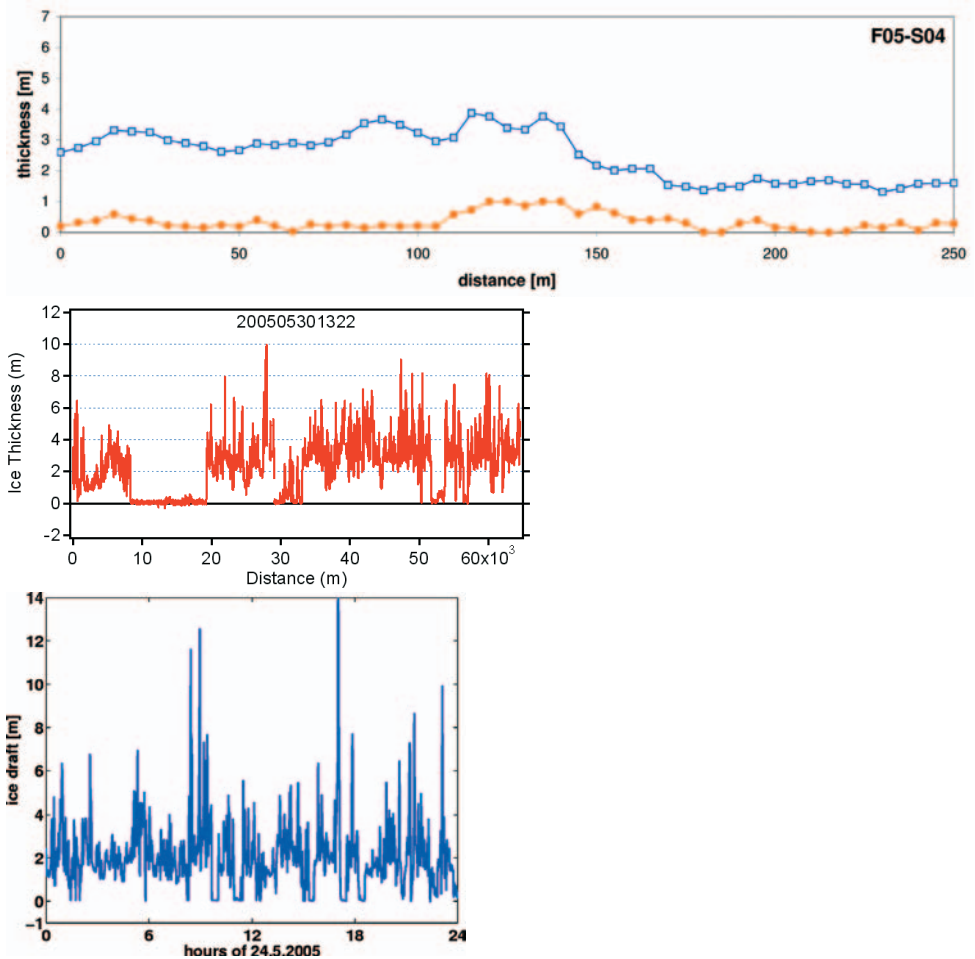 7
F05-S04
6
5
4
3
2
1
0
thickness [m]
0 50 100 150 200 250
distance [m]
12
200505301322
10
8
6
4
2
0
-2
Ice Thickness (m)
0 10 20 30 40 50 60x10³
Distance (m)
14
12
10
8
6
4
2
0
-1
ice draft [m]
0 6 12 18 24
hours of 24.5.2005